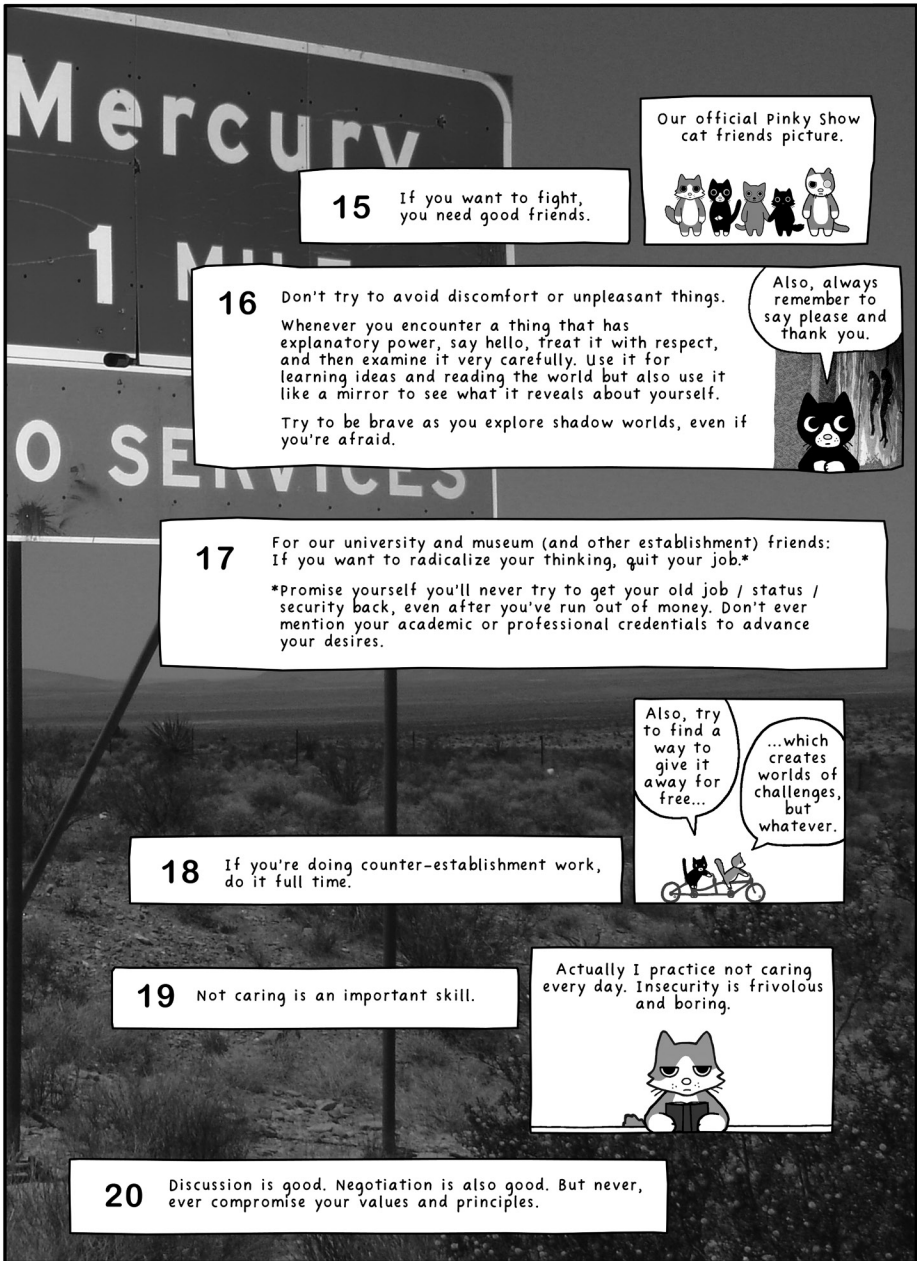 Mercury
1 MILE
O SERVICES
Our official Pinky Show
cat friends picture.
15
If you want to fight,
you need good friends.
16
Don't try to avoid discomfort or unpleasant things.
Whenever you encounter a thing that has
explanatory power, say hello, treat it with respect,
and then examine it very carefully. Use it for
learning ideas and reading the world but also use it
like a mirror to see what it reveals about yourself.
Try to be brave as you explore shadow worlds, even if
you're afraid.
Also, always
remember to
say please and
thank you.
17
For our university and museum (and other establishment) friends:
If you want to radicalize your thinking, quit your job.*
*Promise yourself you'll never try to get your old job / status /
security back, even after you've run out of money. Don't ever
mention your academic or professional credentials to advance
your desires.
Also, try
to find a
way to
give it
away for
free...
...which
creates
worlds of
challenges,
but
whatever.
18
If you're doing counter-establishment work,
do it full time.
19
Not caring is an important skill.
Actually I practice not caring
every day. Insecurity is frivolous
and boring.
20
Discussion is good. Negotiation is also good. But never,
ever compromise your values and principles.